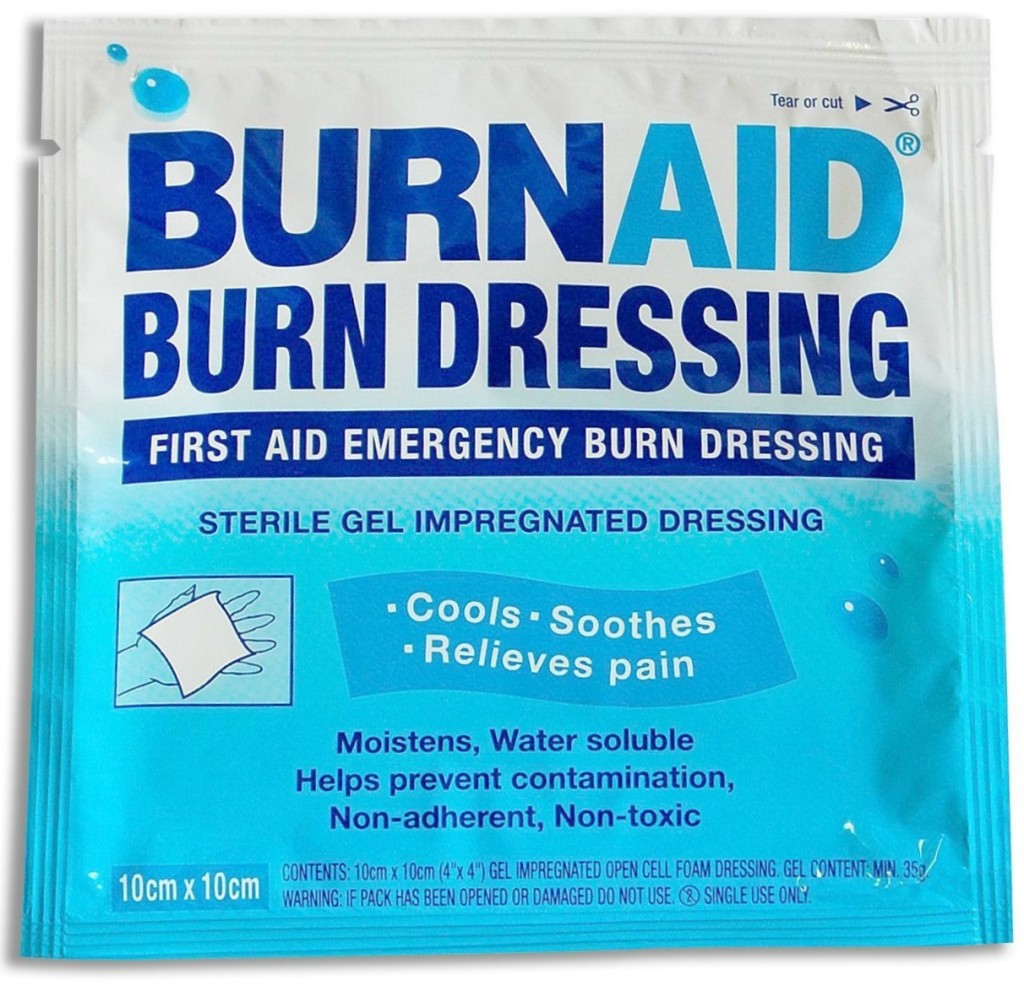 Tear or cut
BURNAID®
BURN DRESSING
FIRST AID EMERGENCY BURN DRESSING
STERILE GEL IMPREGNATED DRESSING
· Cools · Soothes
· Relieves pain
Moistens, Water soluble
Helps prevent contamination,
Non-adherent, Non-toxic
10cm x 10cm
CONTENTS: 10cm x 10cm (4"x 4") GEL IMPREGNATED OPEN CELL FOAM DRESSING. GEL CONTENT: MIN. 35g.
WARNING: IF PACK HAS BEEN OPENED OR DAMAGED DO NOT USE. SINGLE USE ONLY.